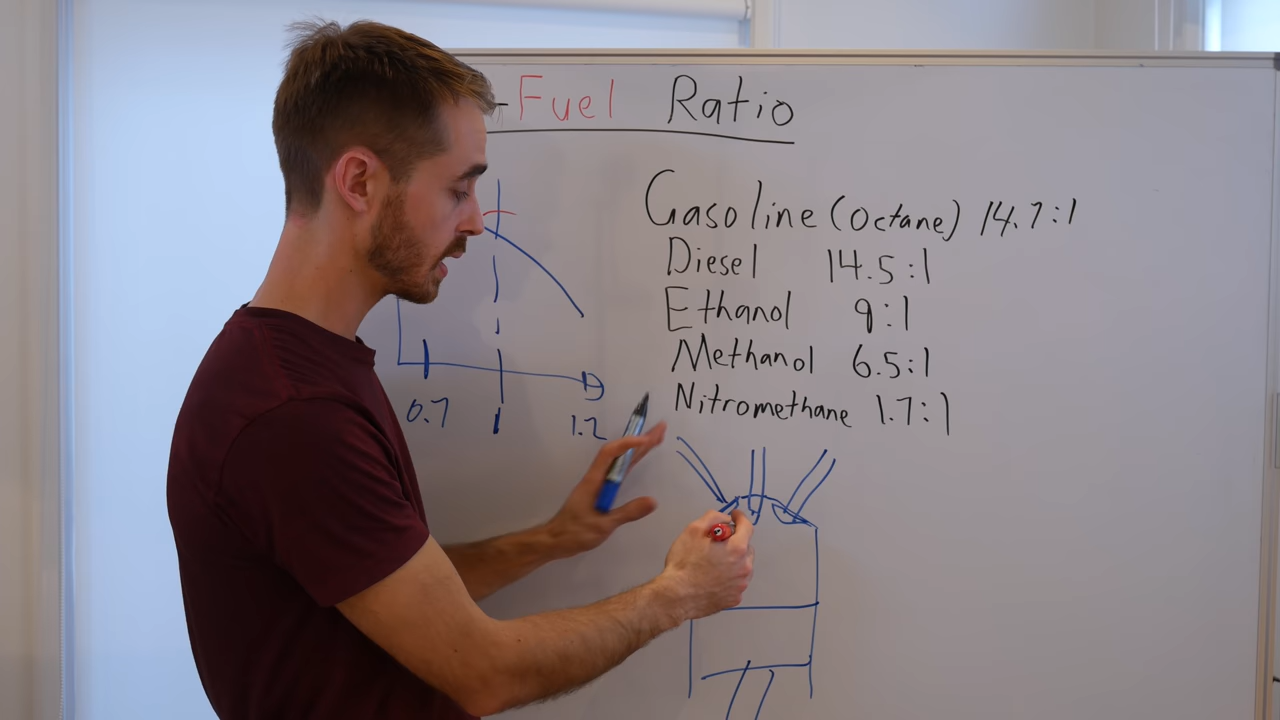 -Fuel Ratio
Gasoline (Octane) 14.7:1
Diesel 14.5:1
Ethanol 9:1
Methanol 6.5:1
Nitromethane 1.7:1
0.7 1 1.2